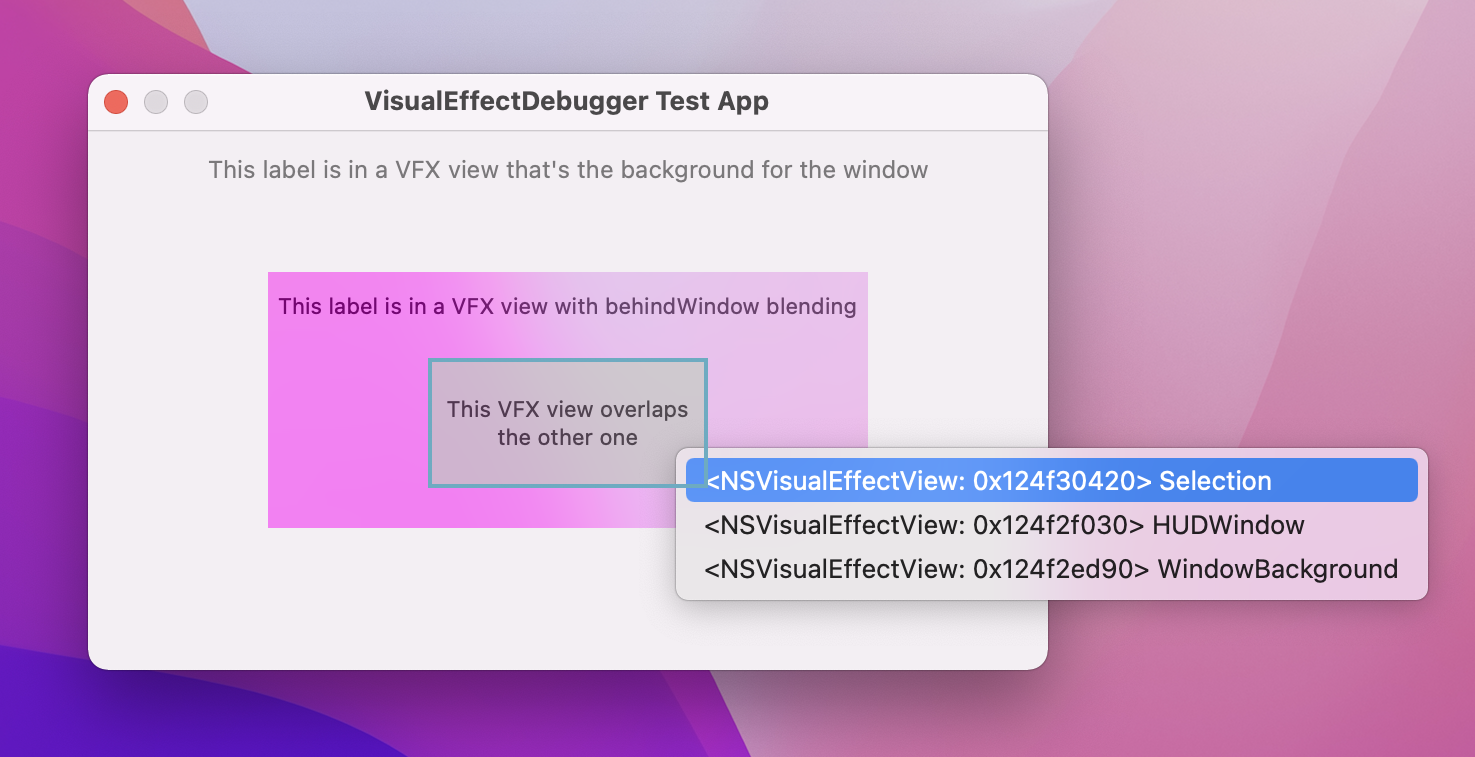 VisualEffectDebugger Test App
This label is in a VFX view that's the background for the window
This label is in a VFX view with behindWindow blending
This VFX view overlaps
the other one
<NSVisualEffectView: 0x124f30420> Selection
<NSVisualEffectView: 0x124f2f030> HUDWindow
<NSVisualEffectView: 0x124f2ed90> WindowBackground